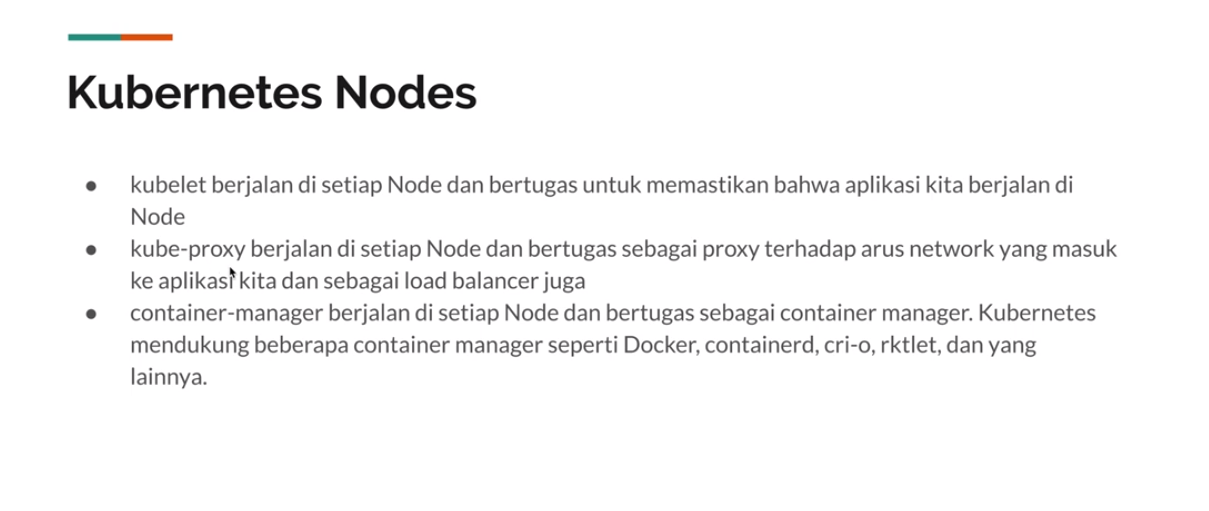 Kubernetes Nodes
● kubelet berjalan di setiap Node dan bertugas untuk memastikan bahwa aplikasi kita berjalan di
Node
● kube-proxy berjalan di setiap Node dan bertugas sebagai proxy terhadap arus network yang masuk
ke aplikasi kita dan sebagai load balancer juga
● container-manager berjalan di setiap Node dan bertugas sebagai container manager. Kubernetes
mendukung beberapa container manager seperti Docker, containerd, cri-o, rktlet, dan yang
lainnya.